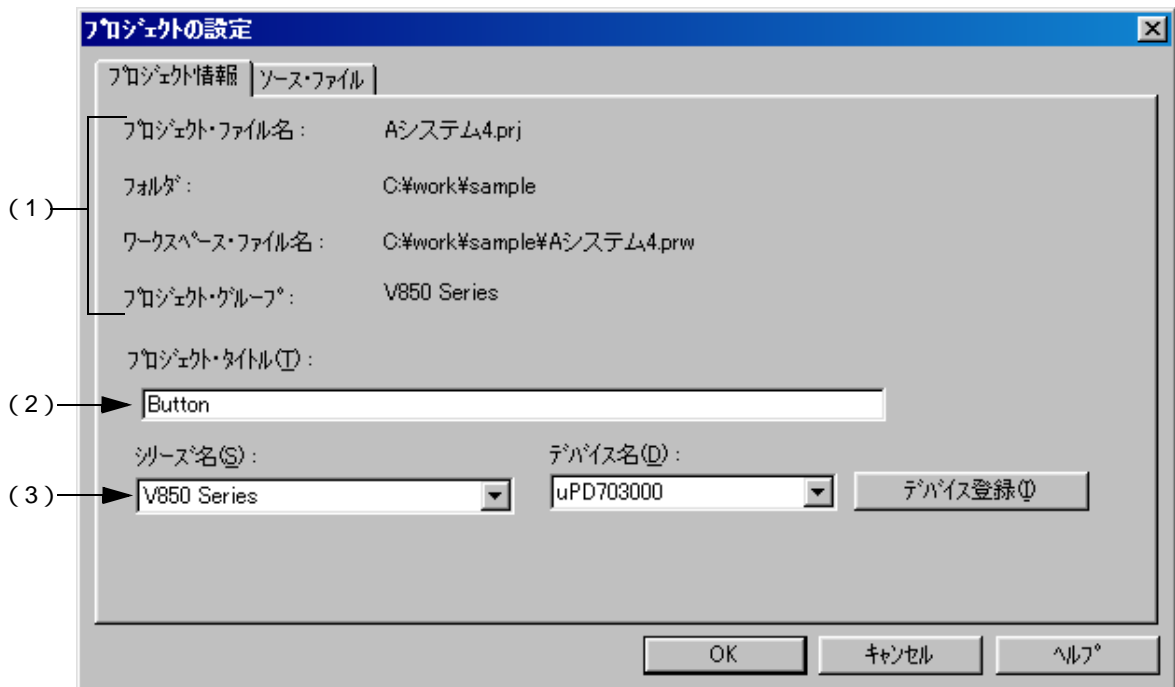 プロジェクトの設定
プロジェクト情報 ソース・ファイル
(1)
プロジェクト・ファイル名: Aシステム4.prj
フォルダ: C:¥work¥sample
ワークスペース・ファイル名: C:¥work¥sample¥Aシステム4.prw
プロジェクト・グループ: V850 Series
プロジェクト・タイトル(T):
(2) Button
シリーズ名(S): デバイス名(D):
(3) V850 Series uPD703000 デバイス登録(I)
OK キャンセル ヘルプ